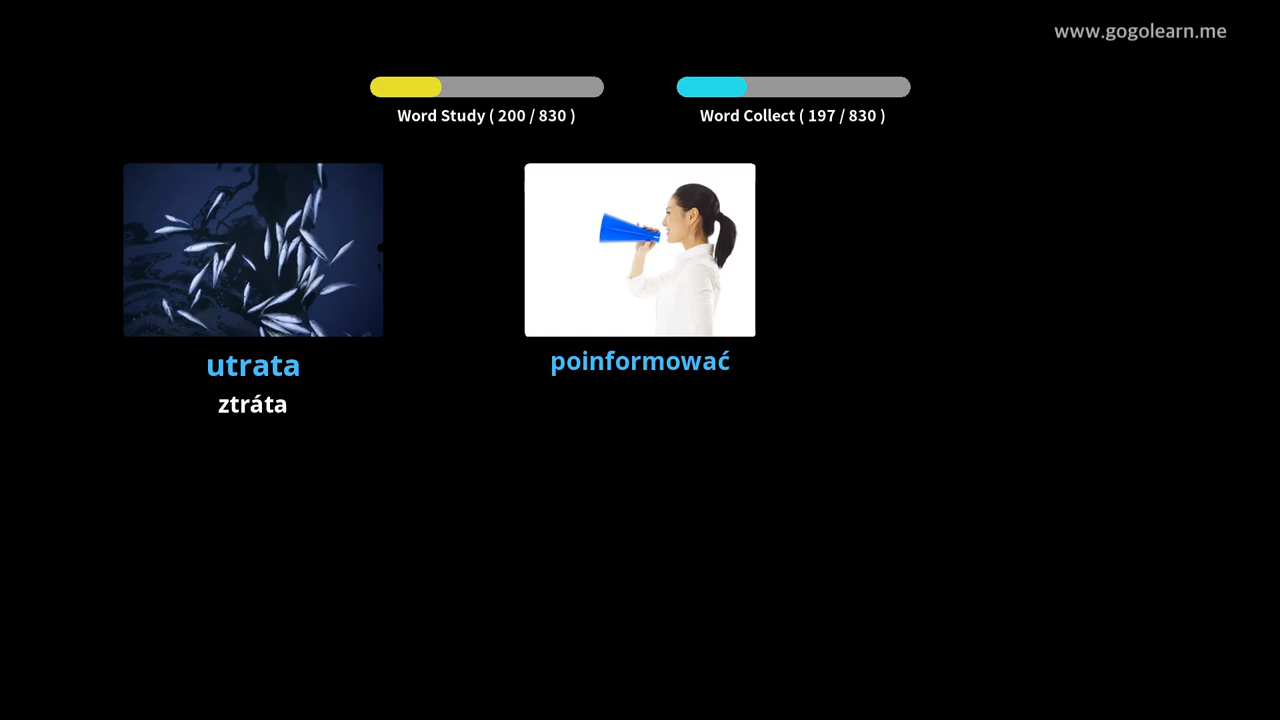 www.gogolearn.me
Word Study ( 200 / 830 )
Word Collect ( 197 / 830 )
utrata
ztráta
poinformować